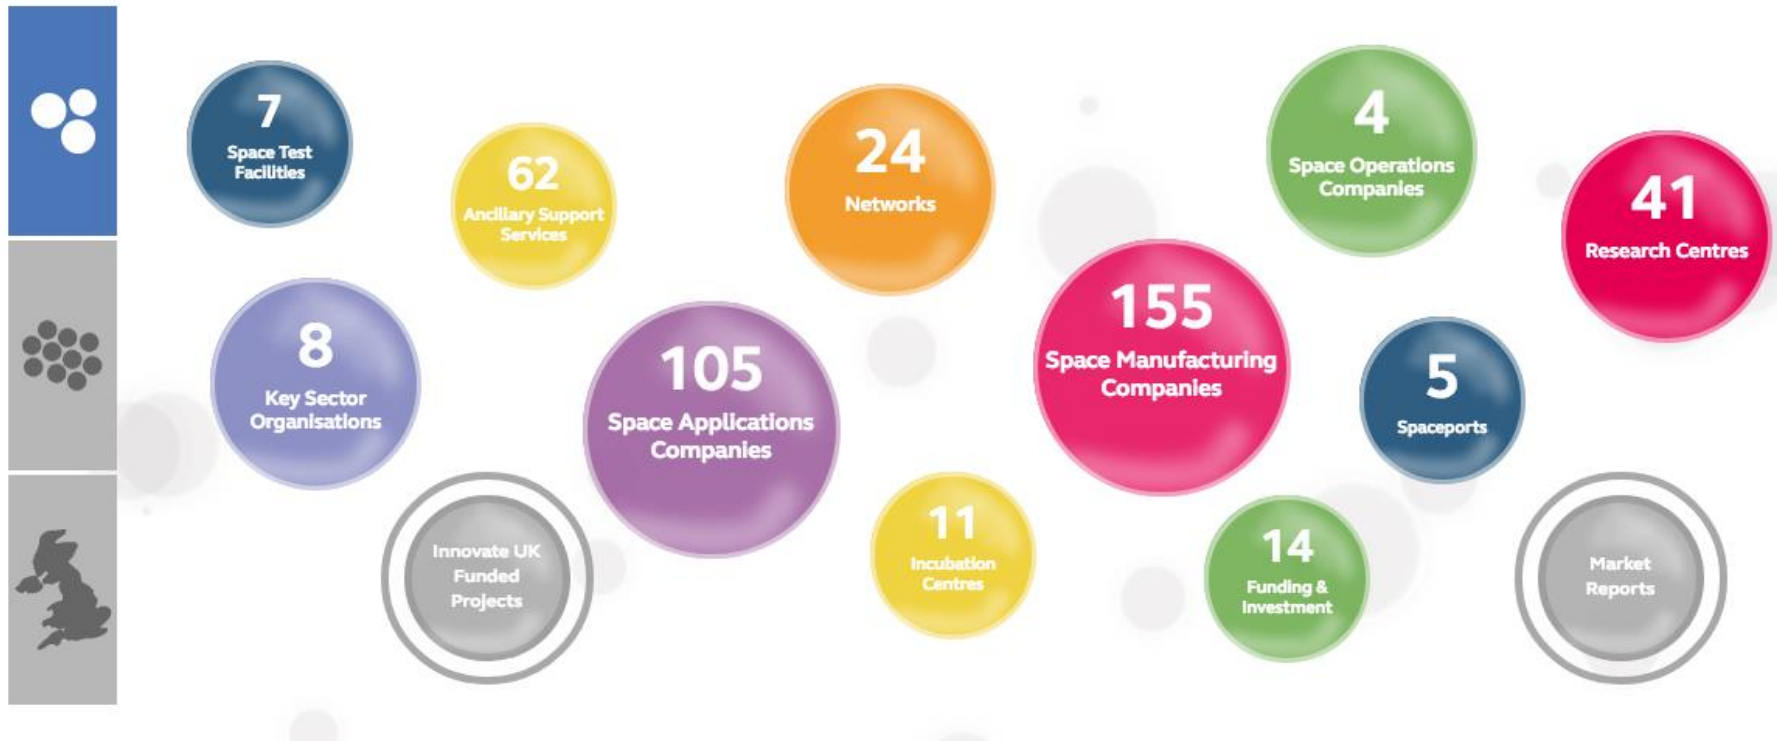 7
Space Test
Facilities
62
Ancillary Support
Services
24
Networks
4
Space Operations
Companies
41
Research Centres
8
Key Sector
Organisations
105
Space Applications
Companies
155
Space Manufacturing
Companies
5
Spaceports
Innovate UK
Funded
Projects
11
Incubation
Centres
14
Funding &
Investment
Market
Reports